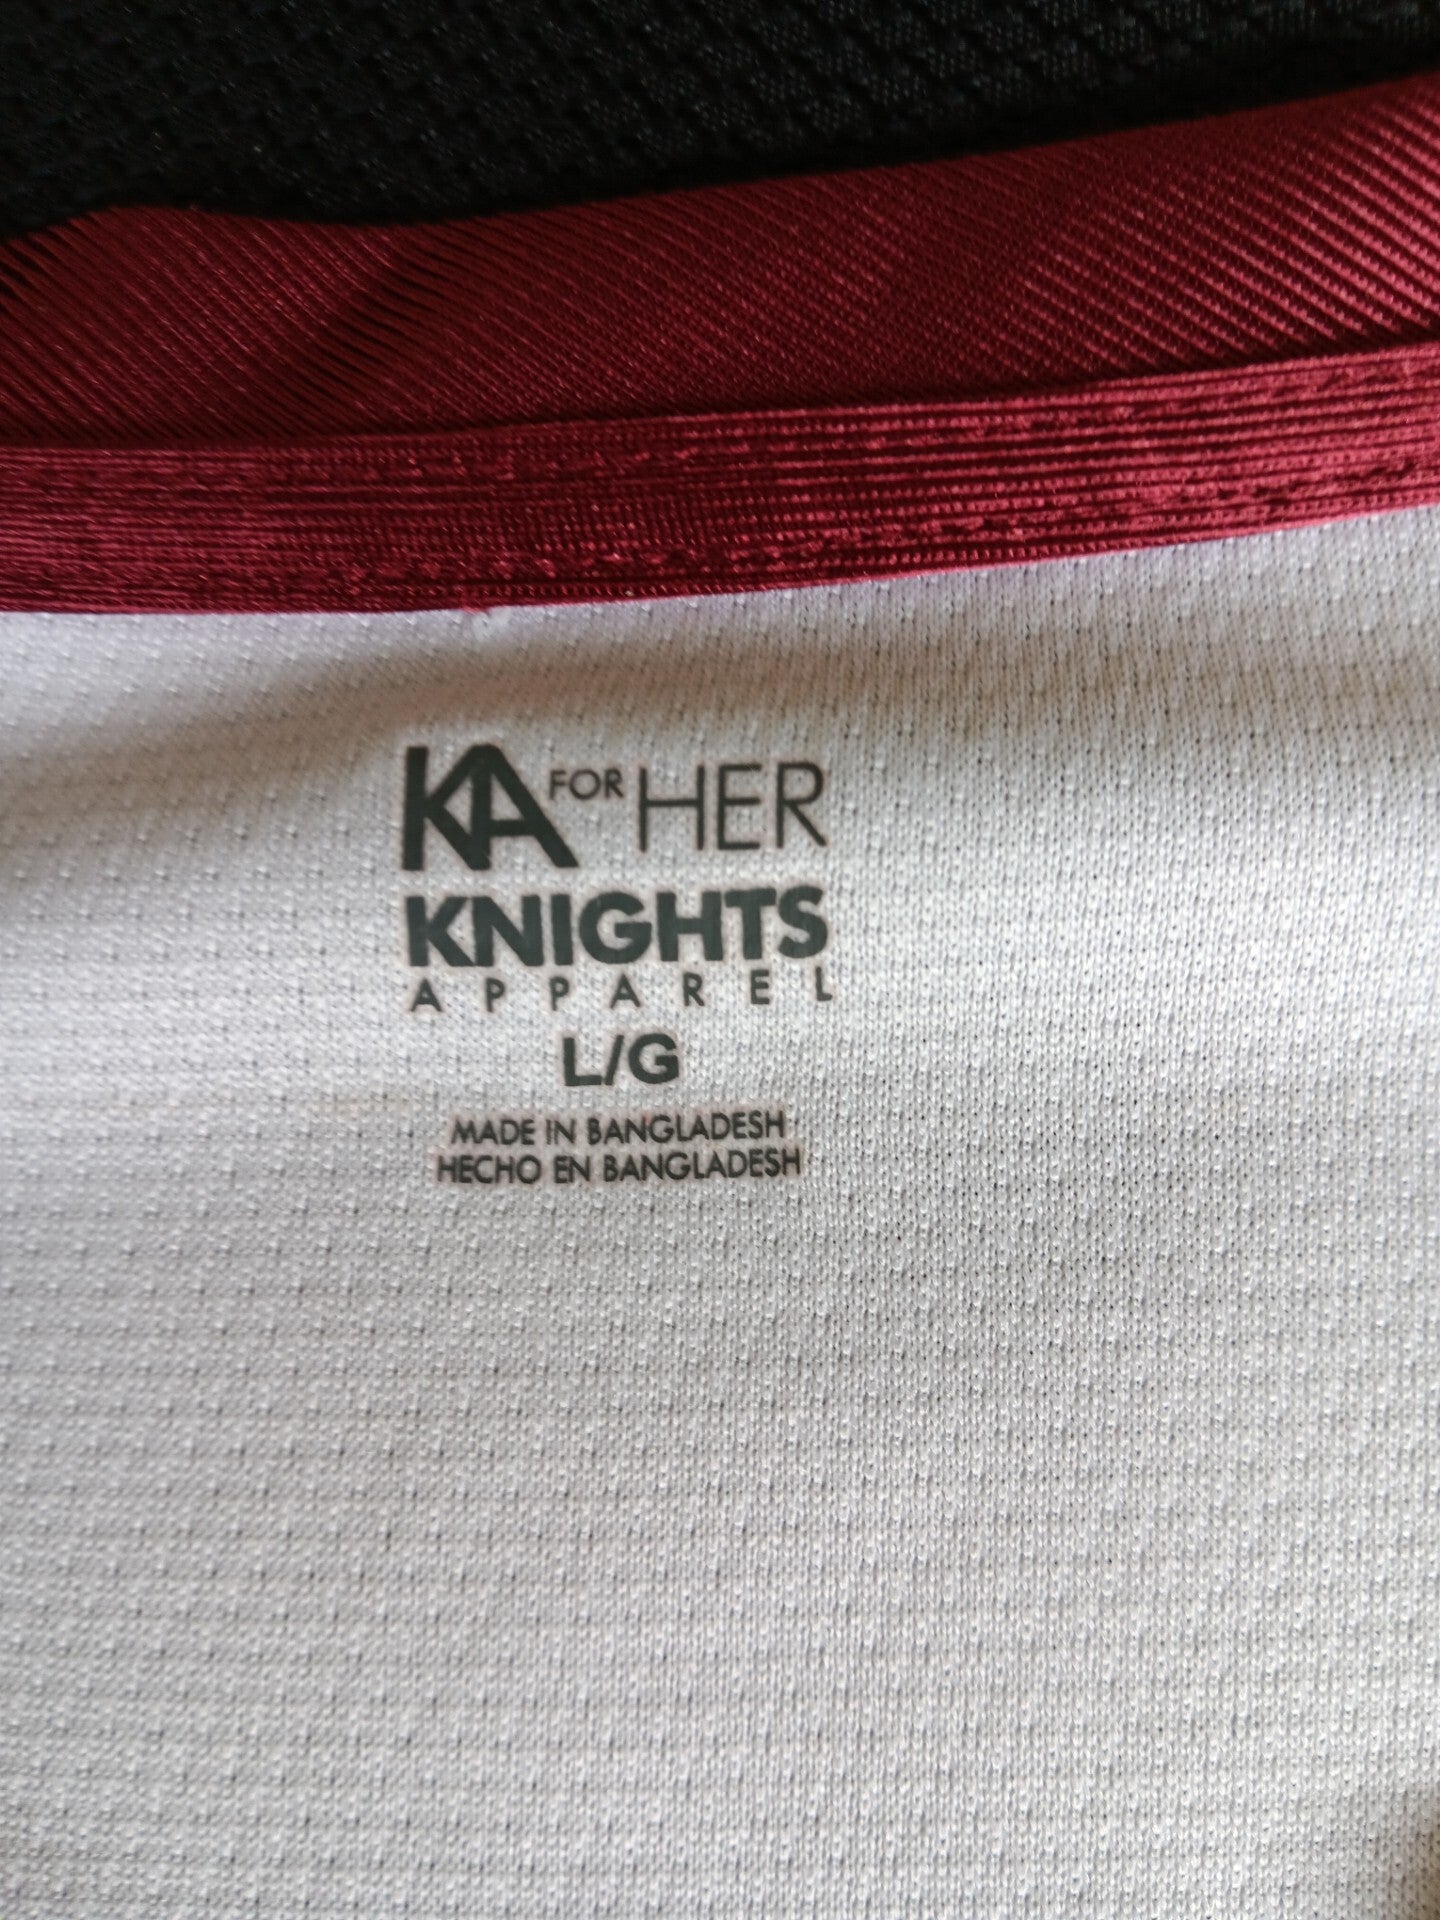 KA FOR HER
KNIGHTS
APPAREL
L/G
MADE IN BANGLADESH
HECHO EN BANGLADESH